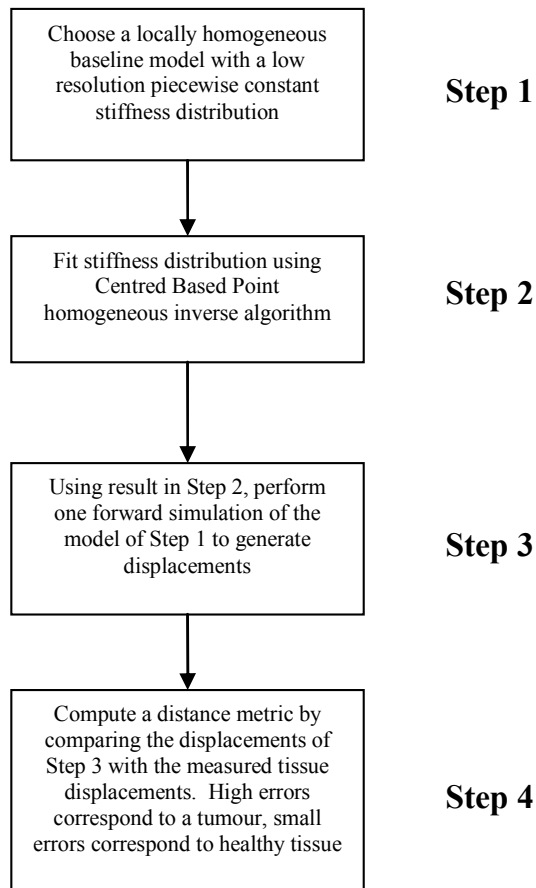 Choose a locally homogeneous
baseline model with a low
resolution piecewise constant
stiffness distribution
Step 1
Fit stiffness distribution using
Centred Based Point
homogeneous inverse algorithm
Step 2
Using result in Step 2, perform
one forward simulation of the
model of Step 1 to generate
displacements
Step 3
Compute a distance metric by
comparing the displacements of
Step 3 with the measured tissue
displacements.  High errors
correspond to a tumour, small
errors correspond to healthy tissue
Step 4